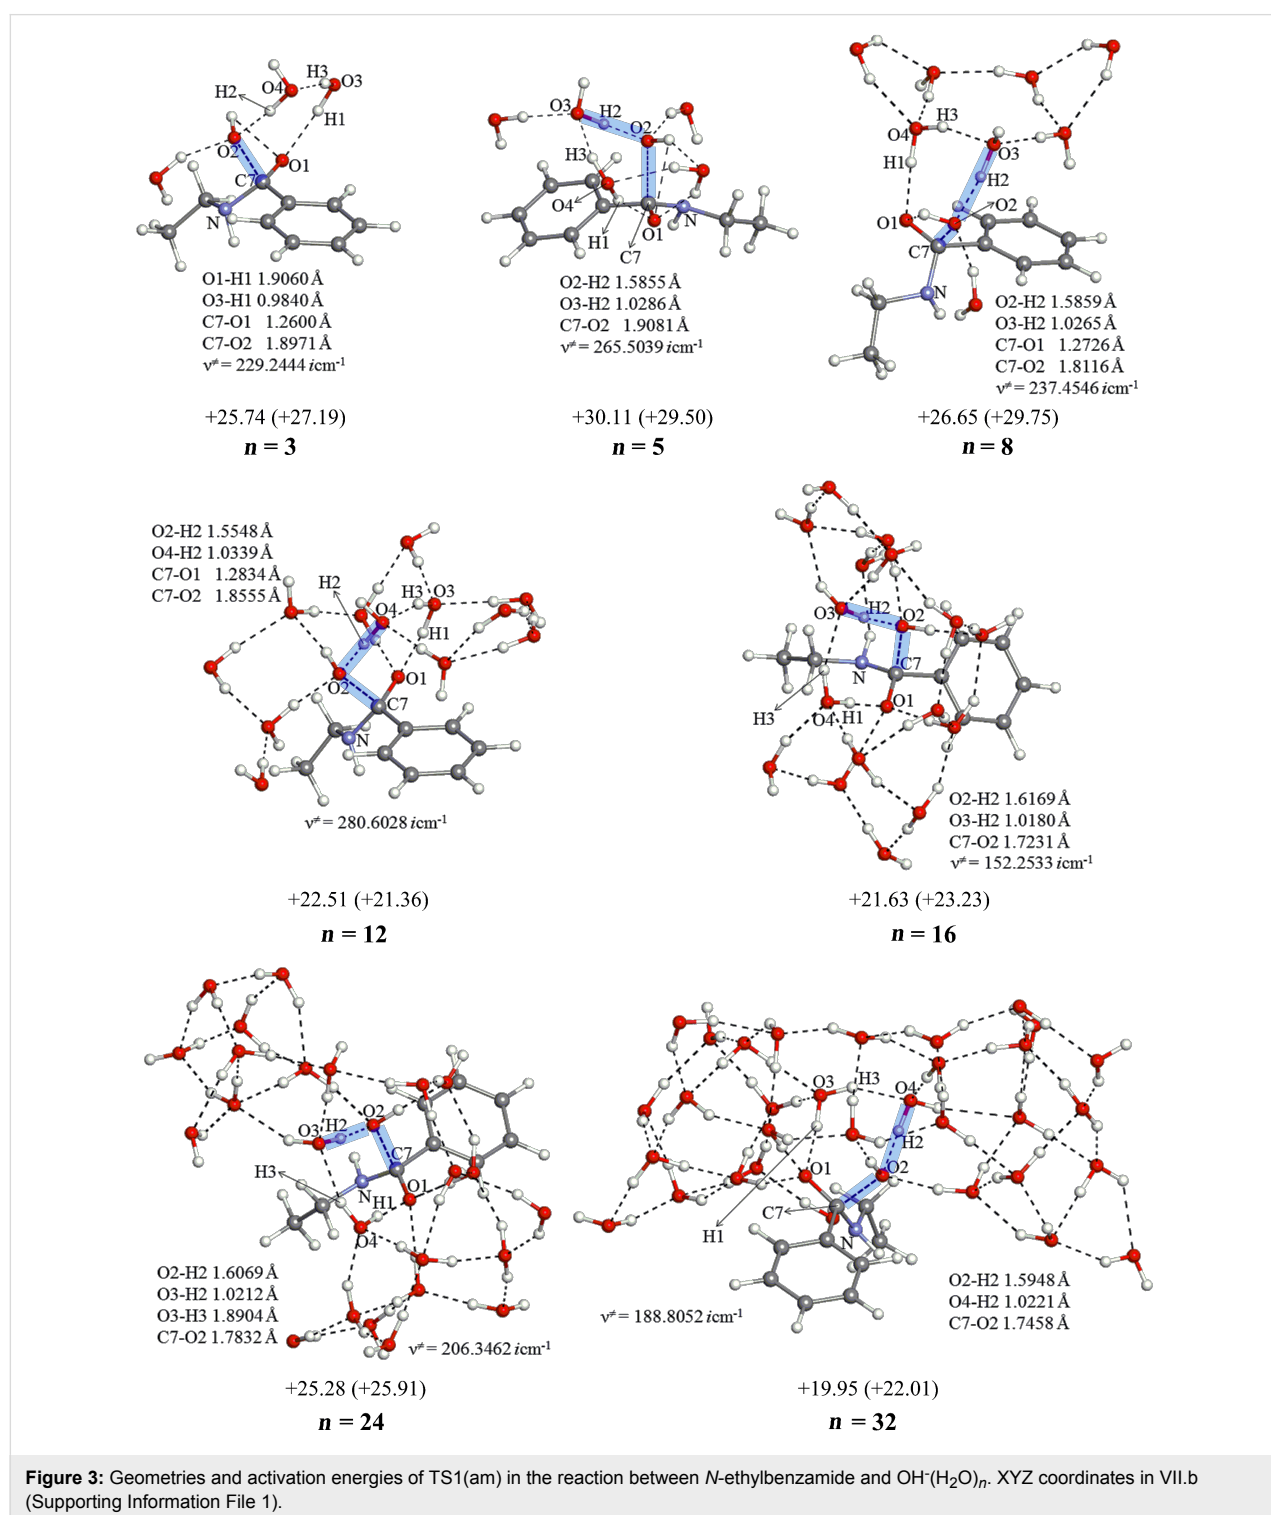 H2
O4
H3
O3
H1
O2
O1
C7
N
O1-H1 1.9060 Å
O3-H1 0.9840 Å
C7-O1 1.2600 Å
C7-O2 1.8971 Å
ν≠ = 229.2444 icm-1
+25.74 (+27.19)
n = 3
O3
H2
O2
H3
O4
H1
O1
N
C7
O2-H2 1.5855 Å
O3-H2 1.0286 Å
C7-O2 1.9081 Å
ν≠ = 265.5039 icm-1
+30.11 (+29.50)
n = 5
H3
O4
O3
H1
H2
O2
O1
C7
N
O2-H2 1.5859 Å
O3-H2 1.0265 Å
C7-O1 1.2726 Å
C7-O2 1.8116 Å
ν≠ = 237.4546 icm-1
+26.65 (+29.75)
n = 8
O2-H2 1.5548 Å
O4-H2 1.0339 Å
C7-O1 1.2834 Å
C7-O2 1.8555 Å
H2
H3
O3
O4
H1
O2
O1
C7
N
ν≠ = 280.6028 icm-1
+22.51 (+21.36)
n = 12
O3
H2
O2
C7
N
H3
O4
H1
O1
O2-H2 1.6169 Å
O3-H2 1.0180 Å
C7-O2 1.7231 Å
ν≠ = 152.2533 icm-1
+21.63 (+23.23)
n = 16
O2
O3
H2
C7
H3
N
H1
O1
O4
O2-H2 1.6069 Å
O3-H2 1.0212 Å
O3-H3 1.8904 Å
C7-O2 1.7832 Å
ν≠ = 206.3462 icm-1
+25.28 (+25.91)
n = 24
O3
H3
O4
H2
O1
O2
C7
H1
N
ν≠ = 188.8052 icm-1
O2-H2 1.5948 Å
O4-H2 1.0221 Å
C7-O2 1.7458 Å
+19.95 (+22.01)
n = 32
Figure 3: Geometries and activation energies of TS1(am) in the reaction between N-ethylbenzamide and OH-(H2O)n. XYZ coordinates in VII.b
(Supporting Information File 1).